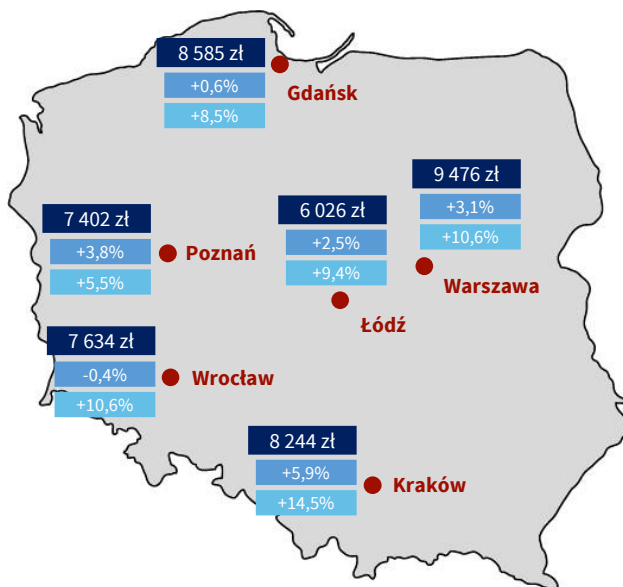 8 585 zł
+0,6%
+8,5%
Gdańsk
9 476 zł
+3,1%
+10,6%
Warszawa
7 402 zł
+3,8%
+5,5%
Poznań
6 026 zł
+2,5%
+9,4%
Łódź
7 634 zł
-0,4%
+10,6%
Wrocław
8 244 zł
+5,9%
+14,5%
Kraków